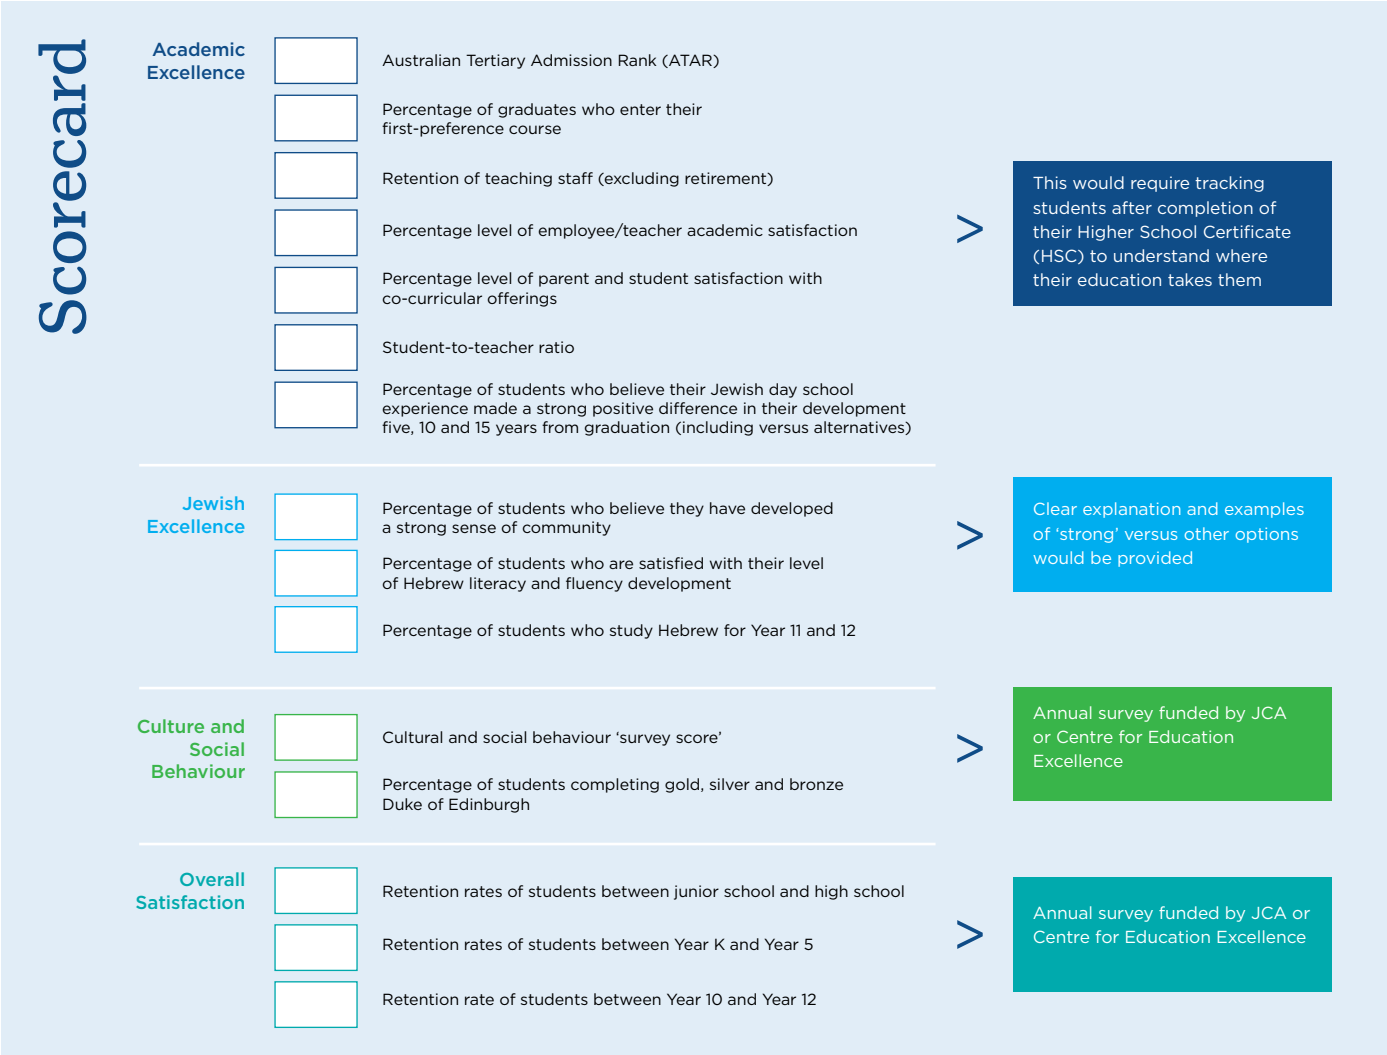 Scorecard
Academic
Excellence
Australian Tertiary Admission Rank (ATAR)
Percentage of graduates who enter their
first-preference course
Retention of teaching staff (excluding retirement)
Percentage level of employee/teacher academic satisfaction
Percentage level of parent and student satisfaction with
co-curricular offerings
Student-to-teacher ratio
Percentage of students who believe their Jewish day school
experience made a strong positive difference in their development
five, 10 and 15 years from graduation (including versus alternatives)
>
This would require tracking
students after completion of
their Higher School Certificate
(HSC) to understand where
their education takes them
Jewish
Excellence
Percentage of students who believe they have developed
a strong sense of community
Percentage of students who are satisfied with their level
of Hebrew literacy and fluency development
Percentage of students who study Hebrew for Year 11 and 12
>
Clear explanation and examples
of ‘strong’ versus other options
would be provided
Culture and
Social
Behaviour
Cultural and social behaviour ‘survey score’
Percentage of students completing gold, silver and bronze
Duke of Edinburgh
>
Annual survey funded by JCA
or Centre for Education
Excellence
Overall
Satisfaction
Retention rates of students between junior school and high school
Retention rates of students between Year K and Year 5
Retention rate of students between Year 10 and Year 12
>
Annual survey funded by JCA or
Centre for Education Excellence